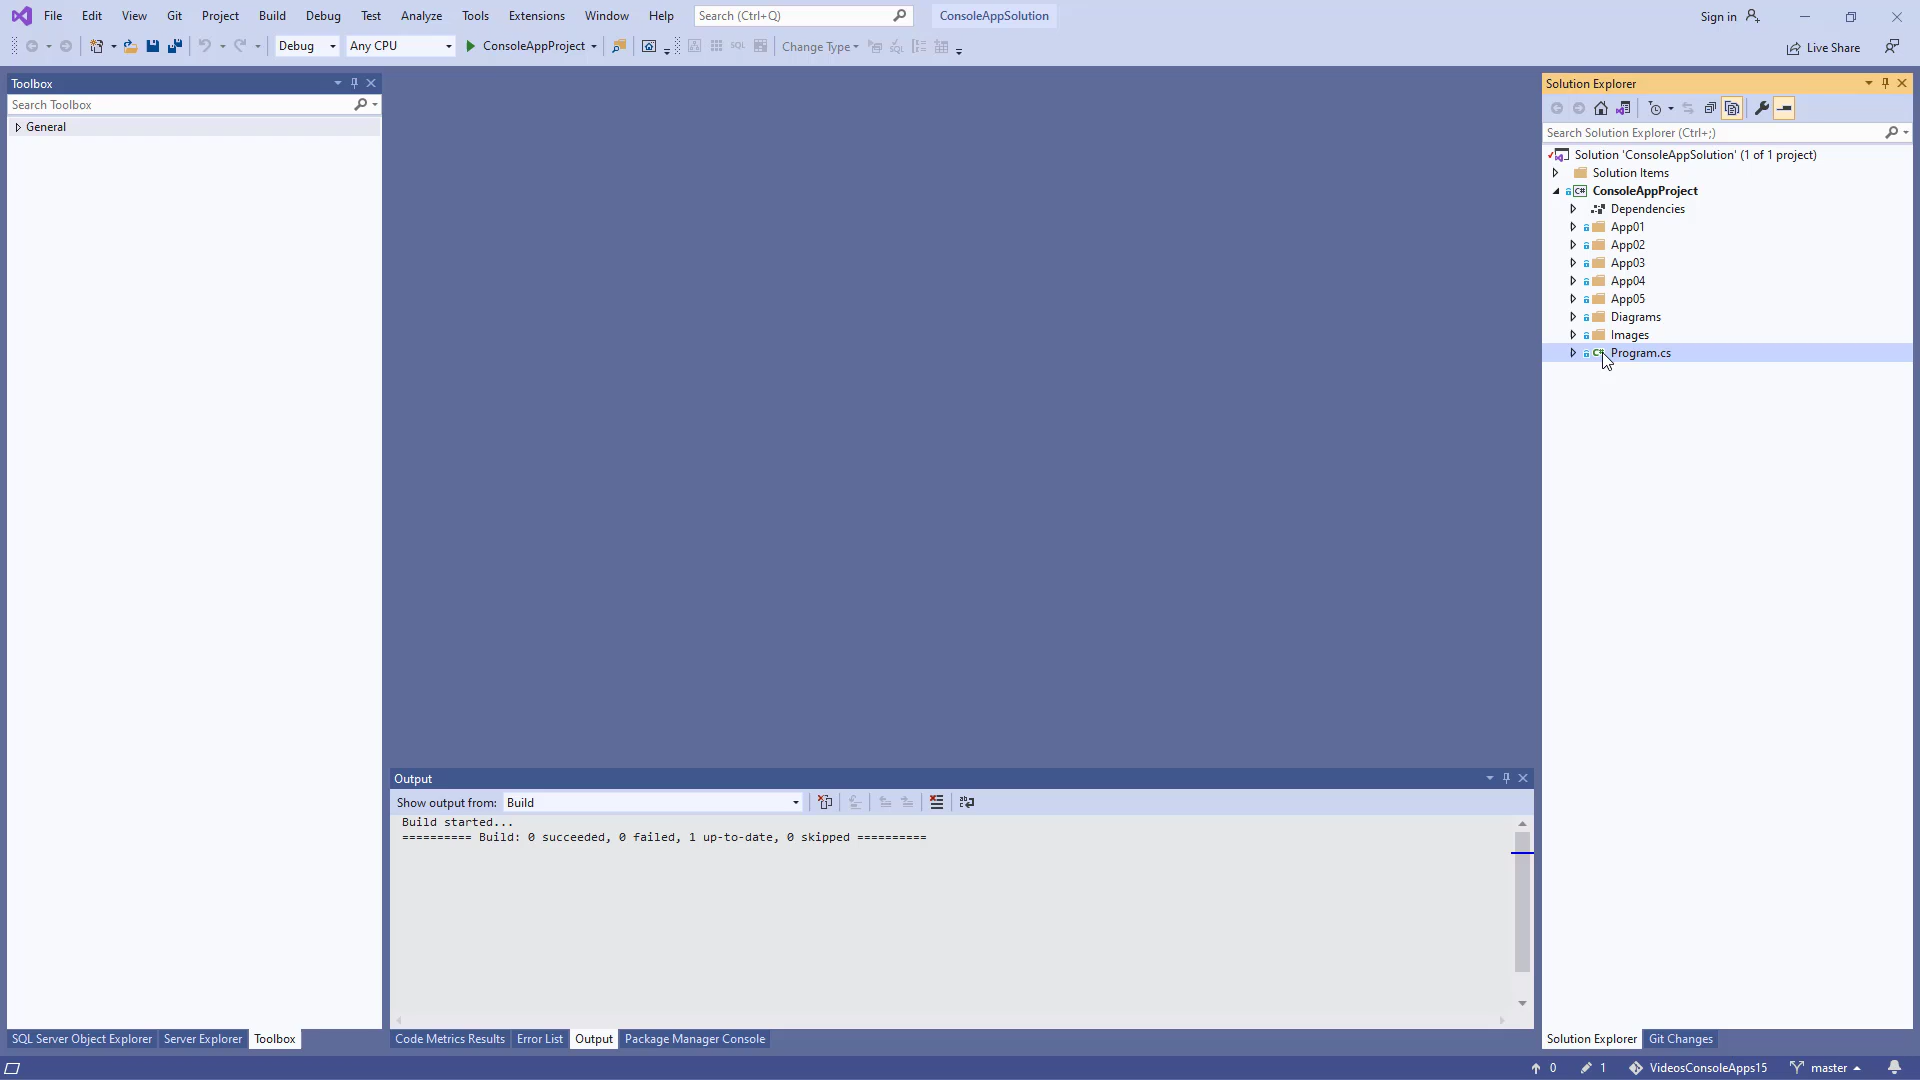 File Edit View Git Project Build Debug Test Analyze Tools Extensions Window Help Search (Ctrl+Q) ConsoleAppSolution Sign in
Debug Any CPU ConsoleAppProject SQL Change Type SQL Live Share
Toolbox
Search Toolbox
General
Solution Explorer
Search Solution Explorer (Ctrl+;)
Solution 'ConsoleAppSolution' (1 of 1 project)
Solution Items
C# ConsoleAppProject
Dependencies
App01
App02
App03
App04
App05
Diagrams
Images
C# Program.cs
Output
Show output from: Build
Build started...
========== Build: 0 succeeded, 0 failed, 1 up-to-date, 0 skipped ==========
SQL Server Object Explorer Server Explorer Toolbox
Code Metrics Results Error List Output Package Manager Console
Solution Explorer Git Changes
0 1 VideosConsoleApps15 master